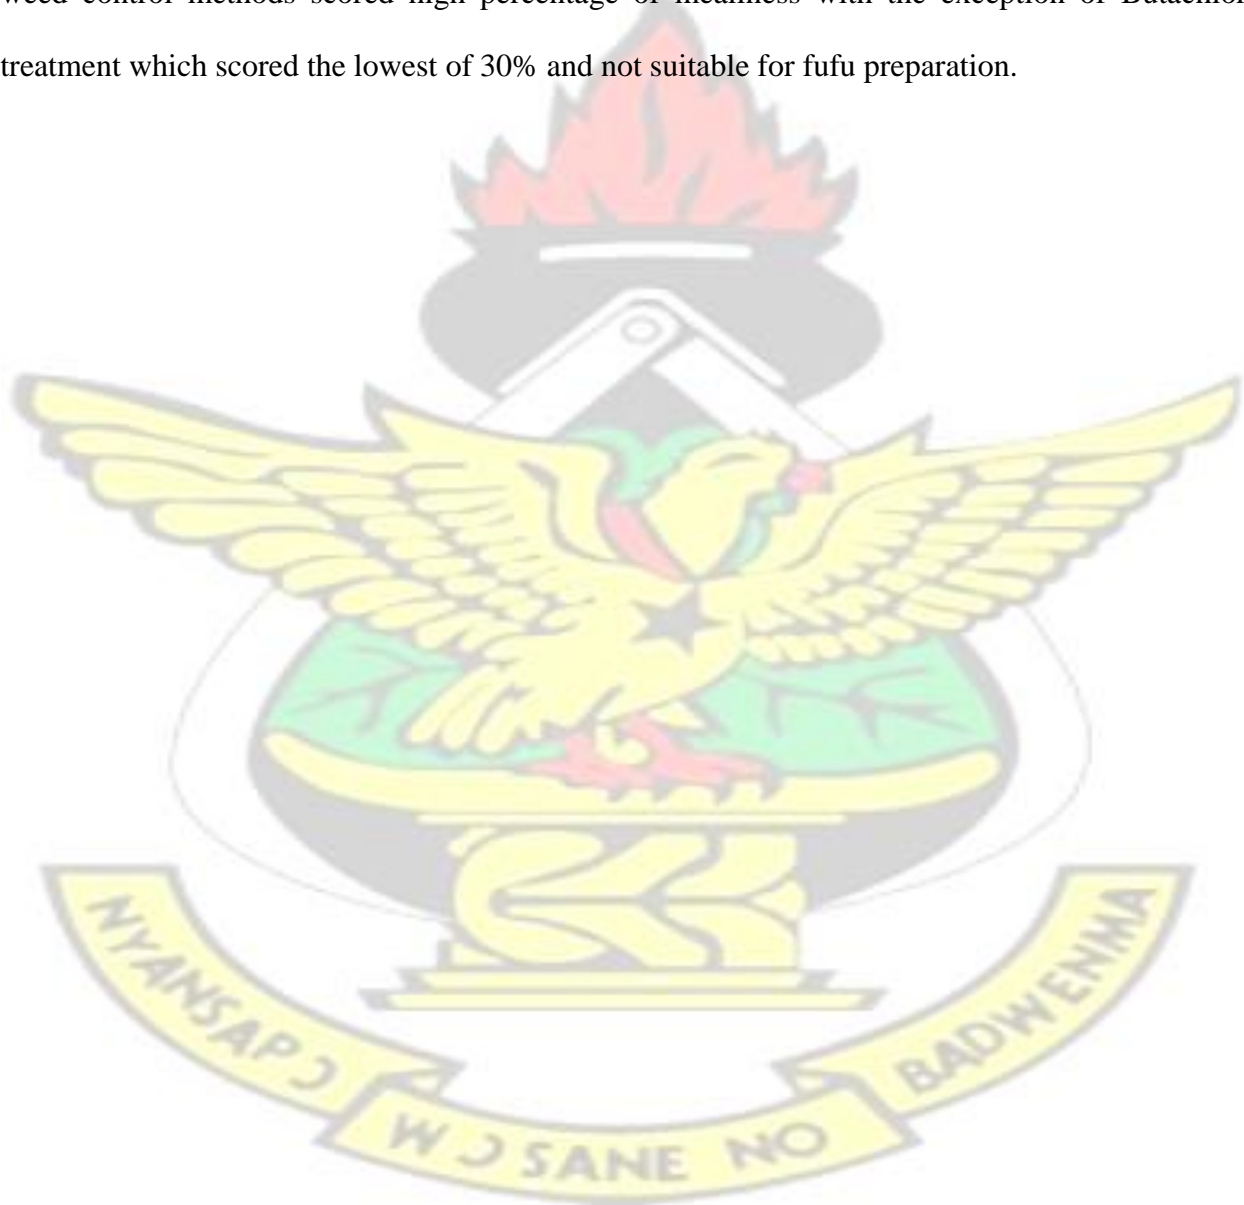 weed control methods scored high percentage of mealiness with the exception of Butachlor
treatment which scored the lowest of 30% and not suitable for fufu preparation.
NYANSAPƆ
WƆSANE NO
BADWENMA